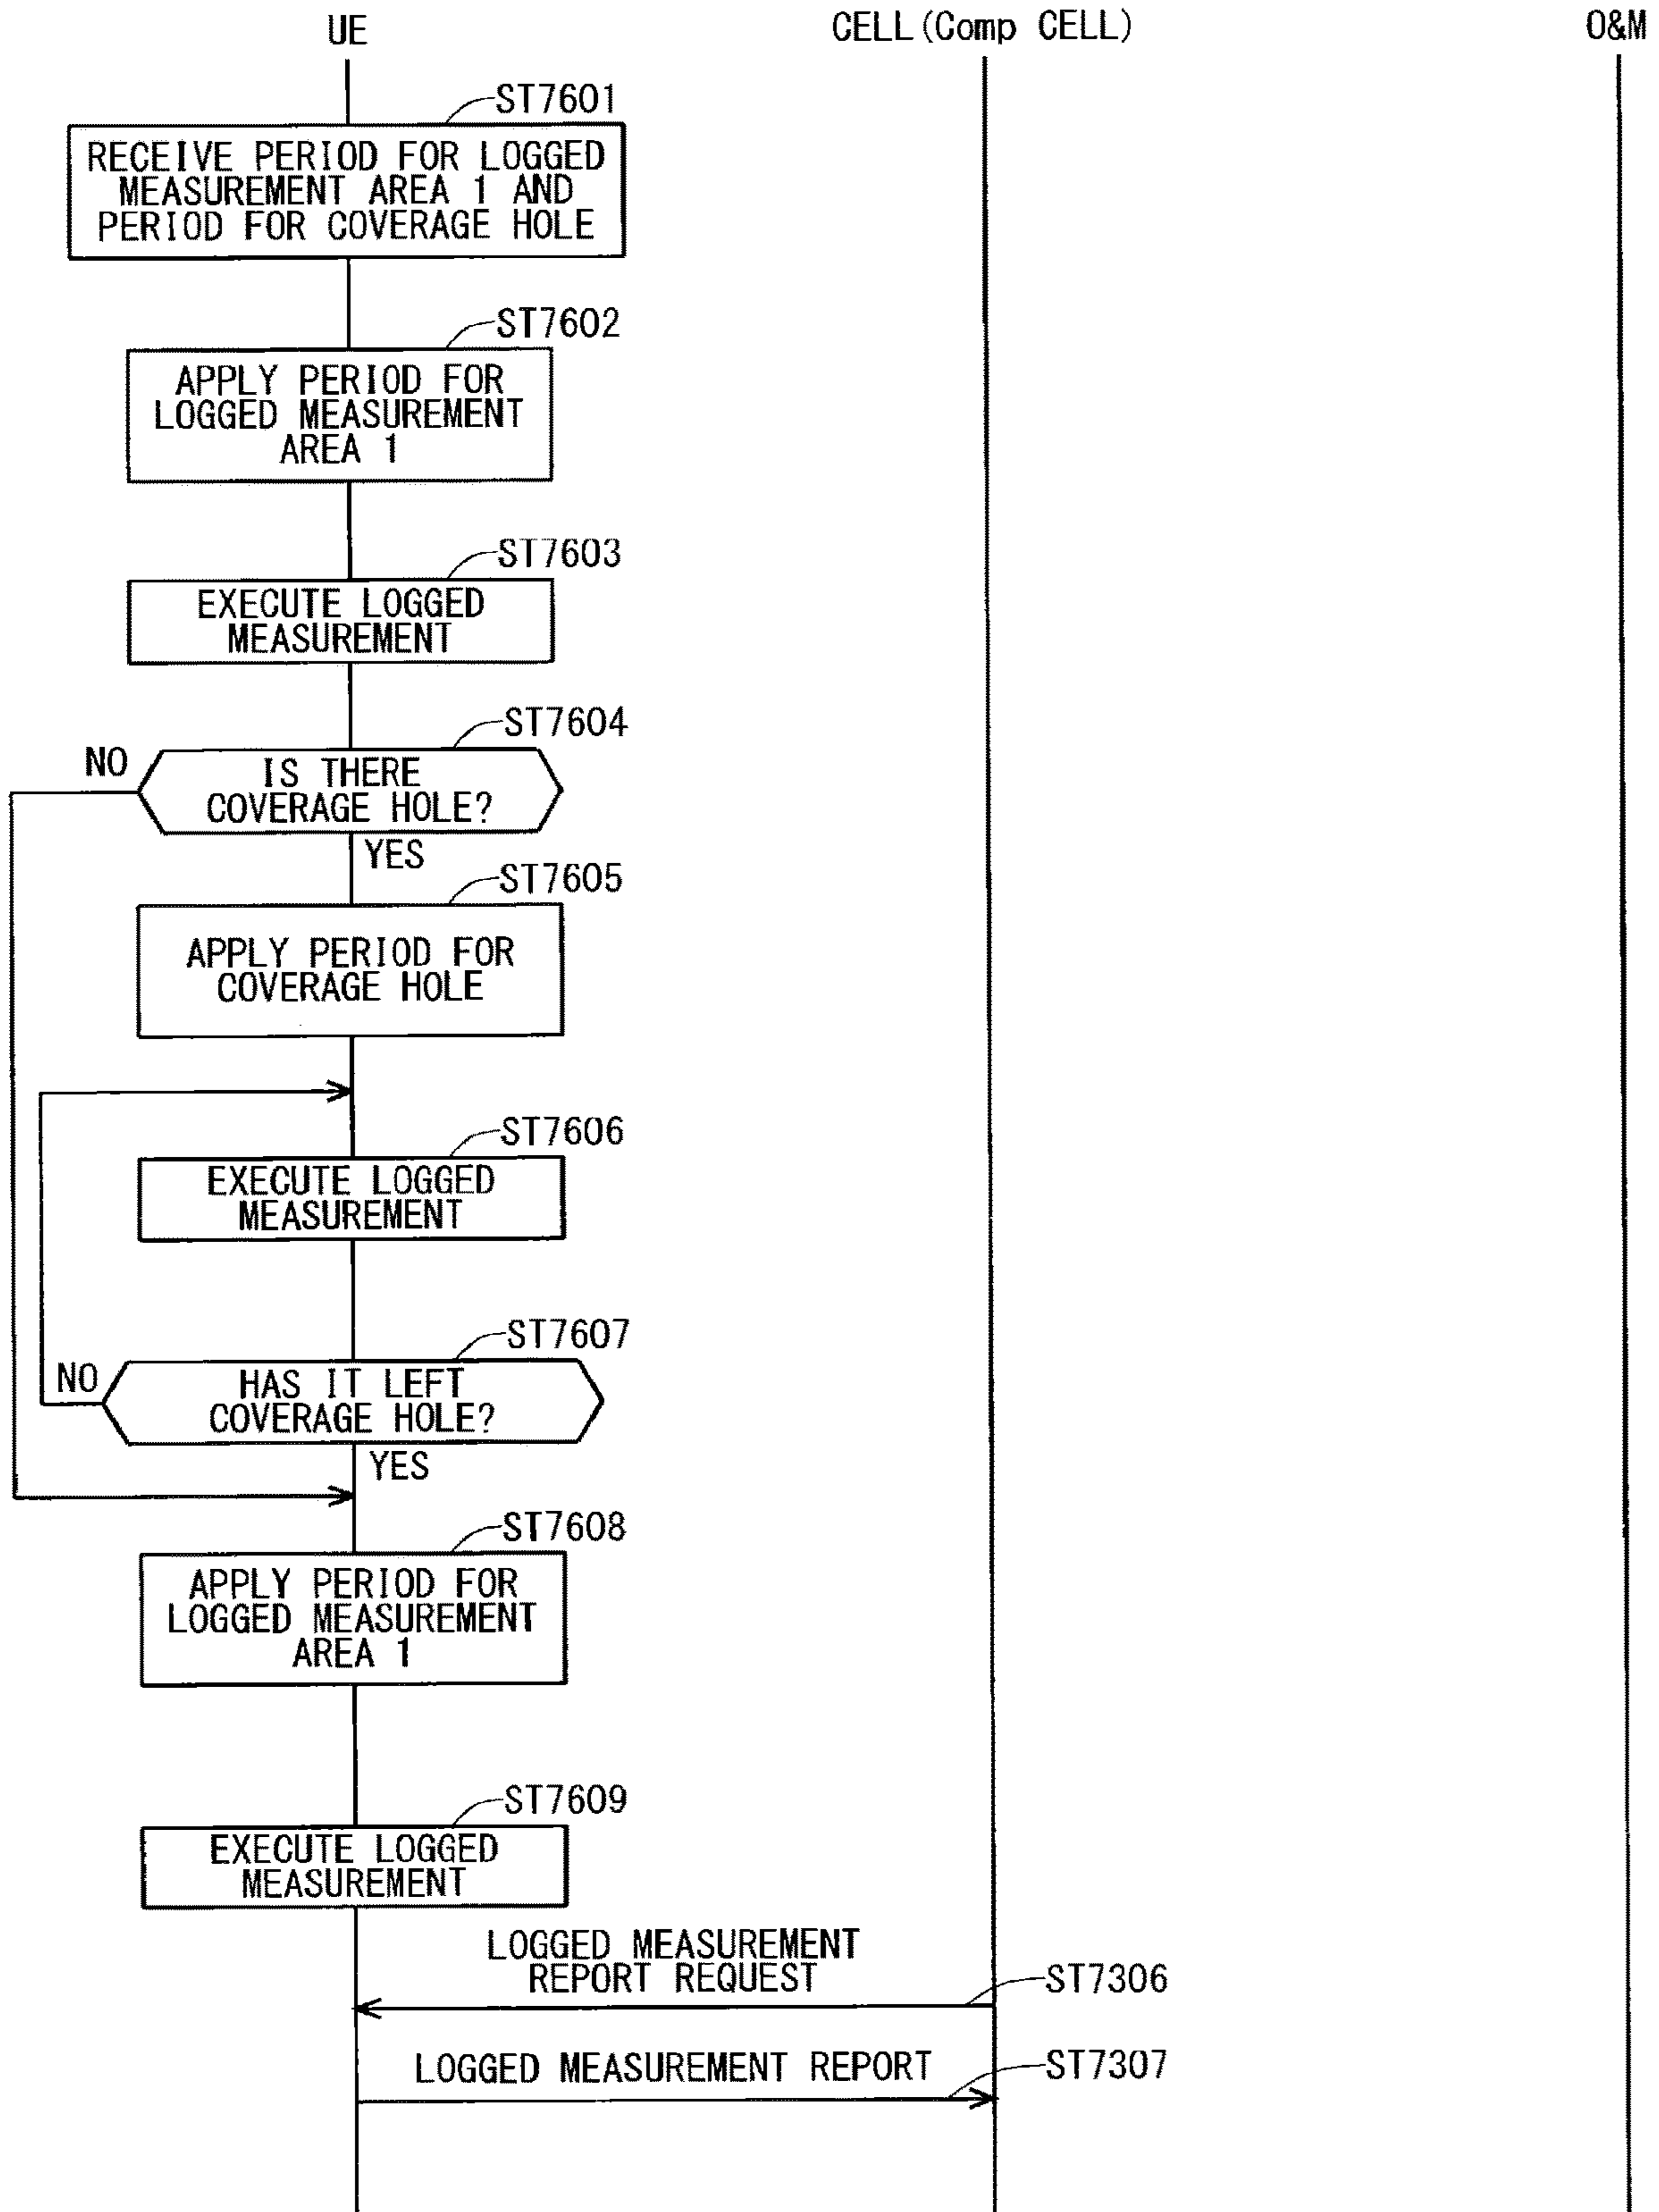 UE
CELL(Comp CELL)
O&M
ST7601
RECEIVE PERIOD FOR LOGGED
MEASUREMENT AREA 1 AND
PERIOD FOR COVERAGE HOLE
ST7602
APPLY PERIOD FOR
LOGGED MEASUREMENT
AREA 1
ST7603
EXECUTE LOGGED
MEASUREMENT
ST7604
NO
IS THERE
COVERAGE HOLE?
YES
ST7605
APPLY PERIOD FOR
COVERAGE HOLE
ST7606
EXECUTE LOGGED
MEASUREMENT
ST7607
NO
HAS IT LEFT
COVERAGE HOLE?
YES
ST7608
APPLY PERIOD FOR
LOGGED MEASUREMENT
AREA 1
ST7609
EXECUTE LOGGED
MEASUREMENT
LOGGED MEASUREMENT
REPORT REQUEST
ST7306
LOGGED MEASUREMENT REPORT
ST7307